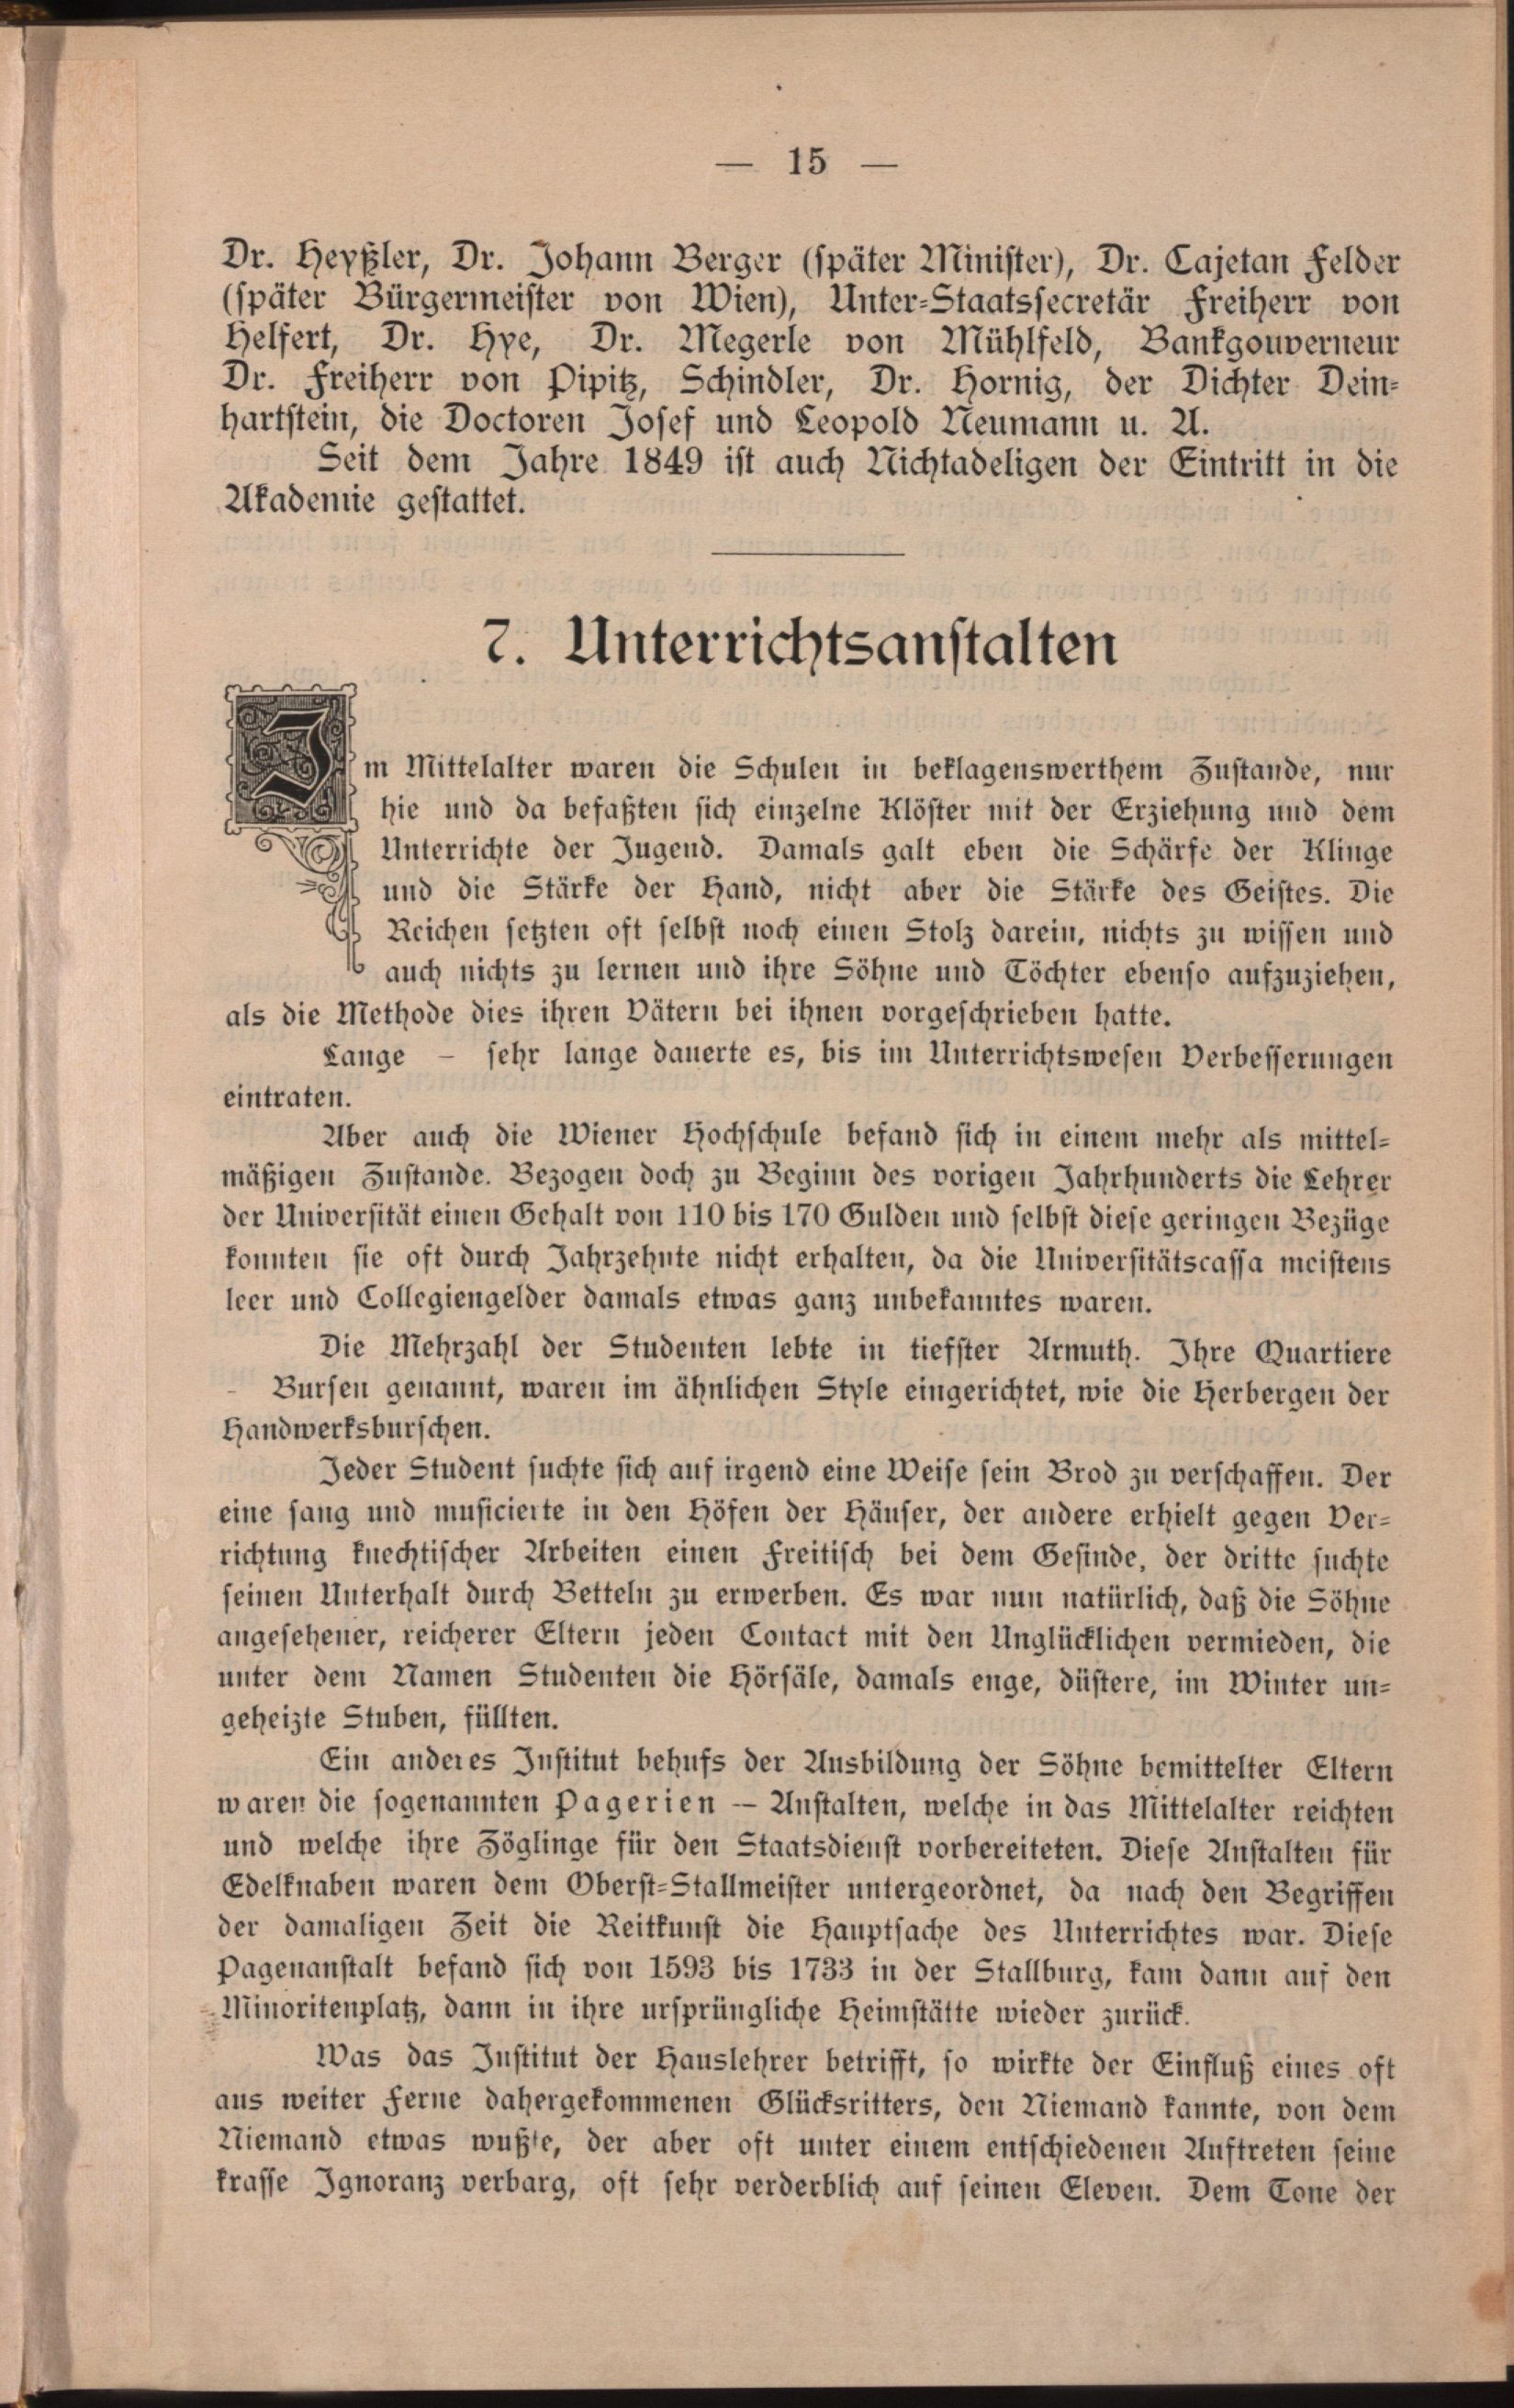 — 15 —
Dr. Heyßler, Dr. Johann Berger (später Minister), Dr. Cajetan Felder
(später Bürgermeister von Wien), Unter-Staatssecretär Freiherr von
Helfert, Dr. Hye, Dr. Megerle von Mühlfeld, Bankgouverneur
Dr. Freiherr von Pipitz, Schindler, Dr. Hornig, der Dichter Dein-
hartstein, die Doctoren Josef und Leopold Neumann u. A.
Seit dem Jahre 1849 ist auch Nichtadeligen der Eintritt in die
Akademie gestattet.
7. Unterrichtsanstalten
Im Mittelalter waren die Schulen in beklagenswerthem Zustande, nur
hie und da befaßten sich einzelne Klöster mit der Erziehung und dem
Unterrichte der Jugend. Damals galt eben die Schärfe der Klinge
und die Stärke der Hand, nicht aber die Stärke des Geistes. Die
Reichen setzten oft selbst noch einen Stolz darein, nichts zu wissen und
auch nichts zu lernen und ihre Söhne und Töchter ebenso aufzuziehen,
als die Methode dies ihren Vätern bei ihnen vorgeschrieben hatte.
Lange – sehr lange dauerte es, bis im Unterrichtswesen Verbesserungen
eintraten.
Aber auch die Wiener Hochschule befand sich in einem mehr als mittel-
mäßigen Zustande. Bezogen doch zu Beginn des vorigen Jahrhunderts die Lehrer
der Universität einen Gehalt von 110 bis 170 Gulden und selbst diese geringen Bezüge
konnten sie oft durch Jahrzehnte nicht erhalten, da die Universitätscassa meistens
leer und Collegiengelder damals etwas ganz unbekanntes waren.
Die Mehrzahl der Studenten lebte in tiefster Armuth. Ihre Quartiere
– Bursen genannt, waren im ähnlichen Style eingerichtet, wie die Herbergen der
Handwerksburschen.
Jeder Student suchte sich auf irgend eine Weise sein Brod zu verschaffen. Der
eine sang und musicierte in den Höfen der Häuser, der andere erhielt gegen Ver-
richtung knechtischer Arbeiten einen Freitisch bei dem Gesinde, der dritte suchte
seinen Unterhalt durch Betteln zu erwerben. Es war nun natürlich, daß die Söhne
angesehener, reicherer Eltern jeden Contact mit den Unglücklichen vermieden, die
unter dem Namen Studenten die Hörsäle, damals enge, düstere, im Winter un-
geheizte Stuben, füllten.
Ein anderes Institut behufs der Ausbildung der Söhne bemittelter Eltern
waren die sogenannten Pagerien — Anstalten, welche in das Mittelalter reichten
und welche ihre Zöglinge für den Staatsdienst vorbereiteten. Diese Anstalten für
Edelknaben waren dem Oberst-Stallmeister untergeordnet, da nach den Begriffen
der damaligen Zeit die Reitkunst die Hauptsache des Unterrichtes war. Diese
Pagenanstalt befand sich von 1593 bis 1733 in der Stallburg, kam dann auf den
Minoritenplatz, dann in ihre ursprüngliche Heimstätte wieder zurück.
Was das Institut der Hauslehrer betrifft, so wirkte der Einfluß eines oft
aus weiter Ferne dahergekommenen Glücksritters, den Niemand kannte, von dem
Niemand etwas wußte, der aber oft unter einem entschiedenen Auftreten seine
krasse Ignoranz verbarg, oft sehr verderblich auf seinen Eleven. Dem Tone der